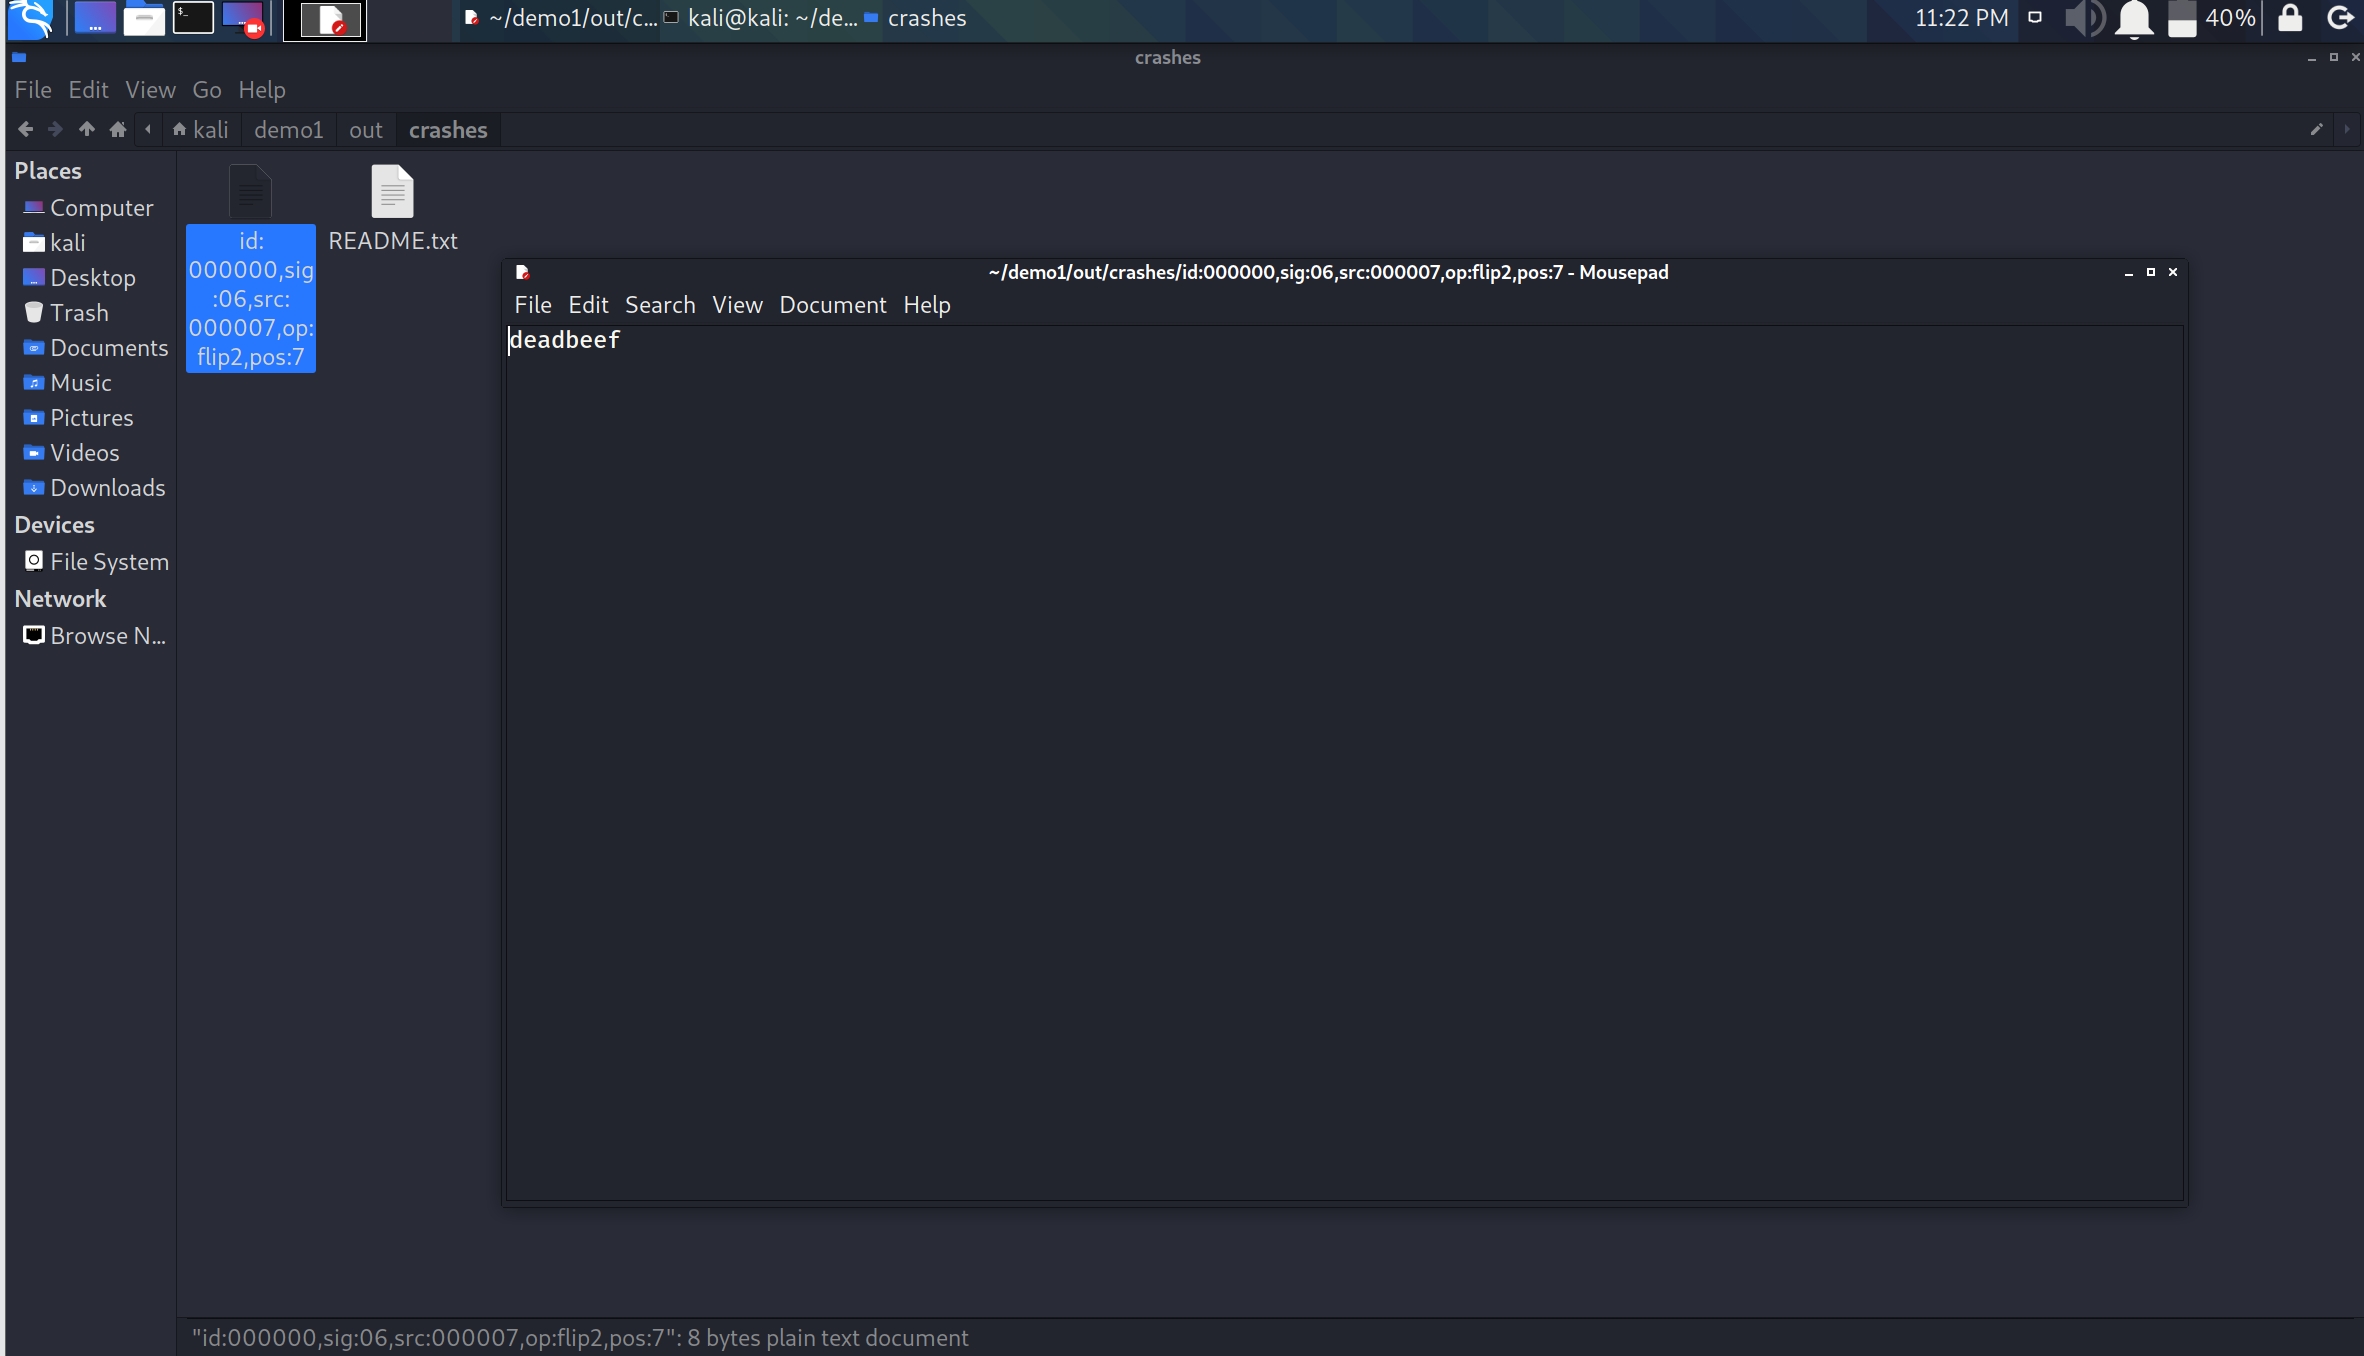 ~/demo1/out/c... kali@kali: ~/de... crashes 11:22 PM 40%
crashes
File Edit View Go Help
kali demo1 out crashes
Places
Computer
kali
Desktop
Trash
Documents
Music
Pictures
Videos
Downloads
Devices
File System
Network
Browse N...
id:
000000,sig
:06,src:
000007,op:
flip2,pos:7
README.txt
~/demo1/out/crashes/id:000000,sig:06,src:000007,op:flip2,pos:7 - Mousepad
File Edit Search View Document Help
deadbeef
"id:000000,sig:06,src:000007,op:flip2,pos:7": 8 bytes plain text document